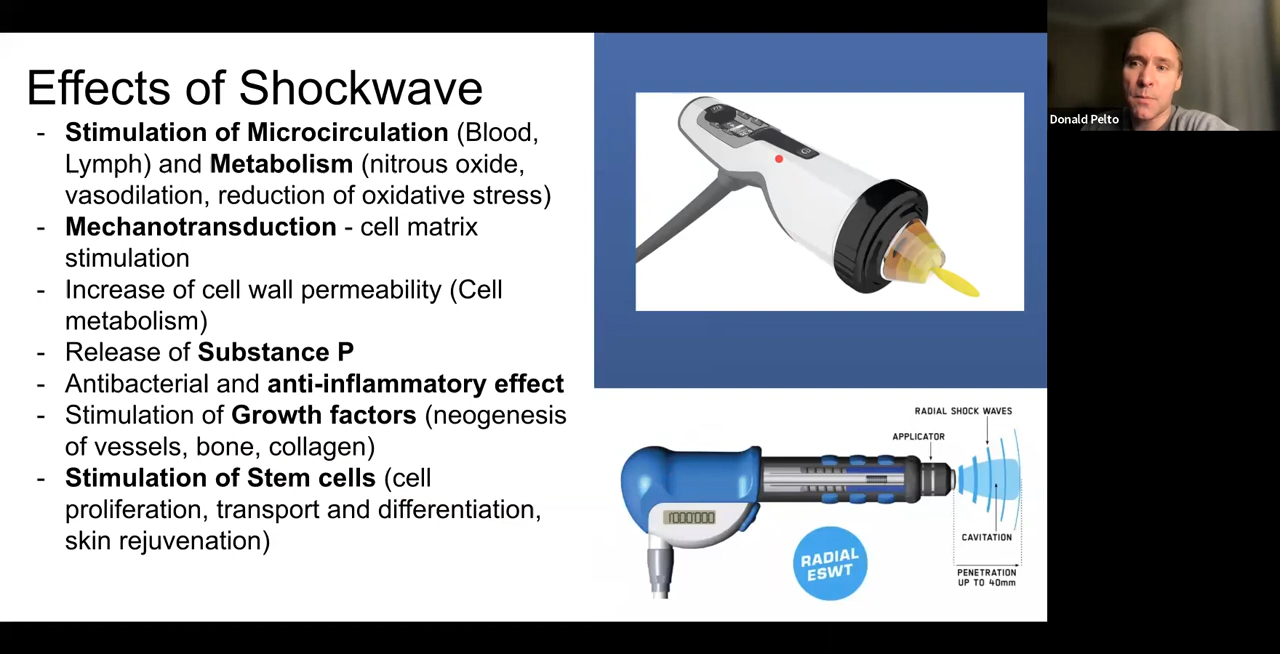 Effects of Shockwave
- Stimulation of Microcirculation (Blood,
Lymph) and Metabolism (nitrous oxide,
vasodilation, reduction of oxidative stress)
- Mechanotransduction - cell matrix
stimulation
- Increase of cell wall permeability (Cell
metabolism)
- Release of Substance P
- Antibacterial and anti-inflammatory effect
- Stimulation of Growth factors (neogenesis
of vessels, bone, collagen)
- Stimulation of Stem cells (cell
proliferation, transport and differentiation,
skin rejuvenation)
RADIAL SHOCK WAVES
APPLICATOR
1000'000
CAVITATION
PENETRATION
UP TO 40mm
RADIAL
ESWT
Donald Pelto